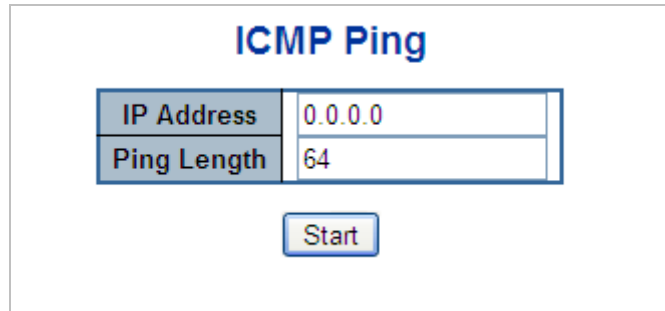 ICMP Ping
IP Address 0.0.0.0
Ping Length 64
Start